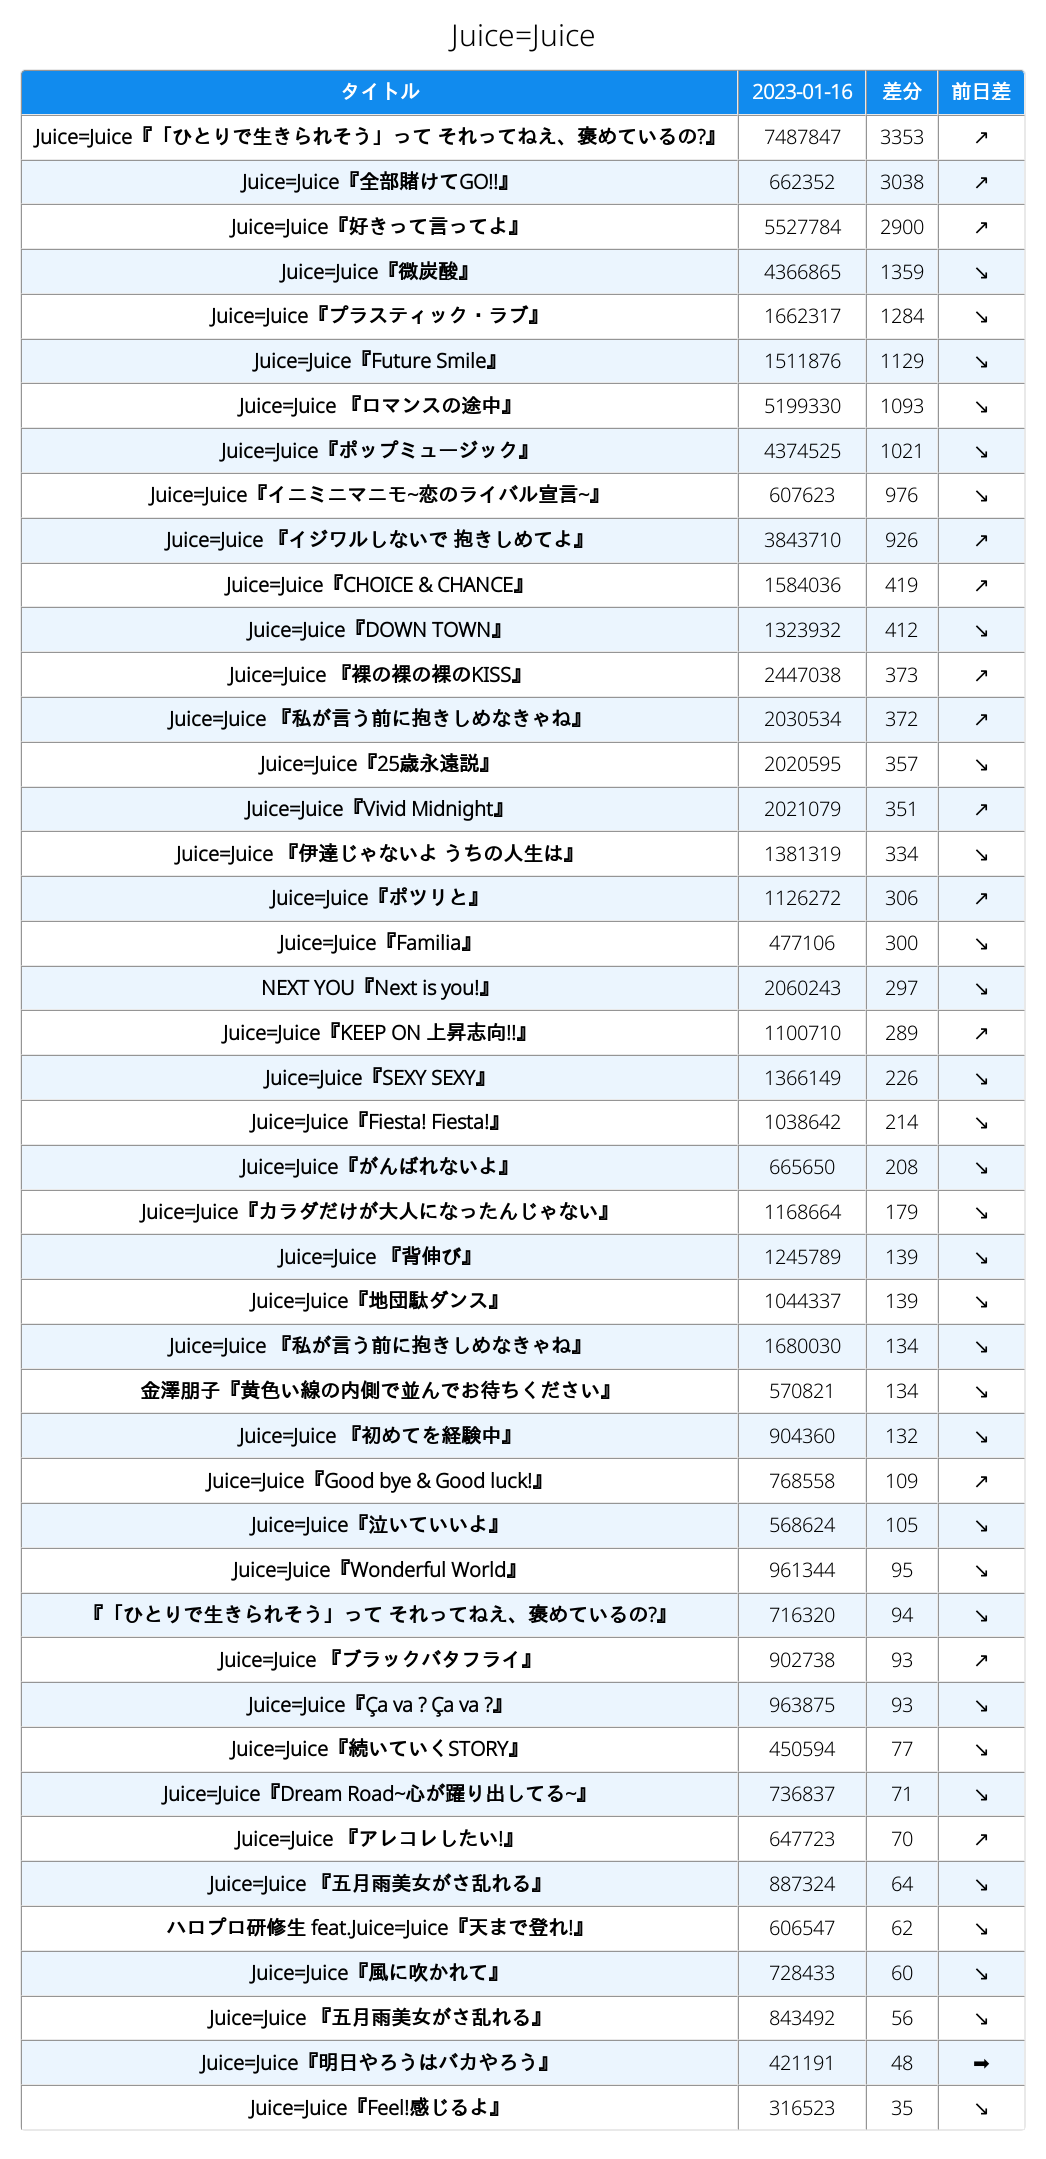 Juice=Juice
タイトル 2023-01-16 差分 前日差
Juice=Juice『「ひとりで生きられそう」って それってねえ、褒めているの?』 7487847 3353 ↗
Juice=Juice『全部賭けてGO!!』 662352 3038 ↗
Juice=Juice『好きって言ってよ』 5527784 2900 ↗
Juice=Juice『微炭酸』 4366865 1359 ↘
Juice=Juice『プラスティック・ラブ』 1662317 1284 ↘
Juice=Juice『Future Smile』 1511876 1129 ↘
Juice=Juice 『ロマンスの途中』 5199330 1093 ↘
Juice=Juice『ポップミュージック』 4374525 1021 ↘
Juice=Juice『イニミニマニモ~恋のライバル宣言~』 607623 976 ↘
Juice=Juice 『イジワルしないで 抱きしめてよ』 3843710 926 ↗
Juice=Juice『CHOICE & CHANCE』 1584036 419 ↗
Juice=Juice『DOWN TOWN』 1323932 412 ↘
Juice=Juice 『裸の裸の裸のKISS』 2447038 373 ↗
Juice=Juice 『私が言う前に抱きしめなきゃね』 2030534 372 ↗
Juice=Juice『25歳永遠説』 2020595 357 ↘
Juice=Juice『Vivid Midnight』 2021079 351 ↗
Juice=Juice 『伊達じゃないよ うちの人生は』 1381319 334 ↘
Juice=Juice『ポツリと』 1126272 306 ↗
Juice=Juice『Familia』 477106 300 ↘
NEXT YOU『Next is you!』 2060243 297 ↘
Juice=Juice『KEEP ON 上昇志向!!』 1100710 289 ↗
Juice=Juice『SEXY SEXY』 1366149 226 ↘
Juice=Juice『Fiesta! Fiesta!』 1038642 214 ↘
Juice=Juice『がんばれないよ』 665650 208 ↘
Juice=Juice『カラダだけが大人になったんじゃない』 1168664 179 ↘
Juice=Juice 『背伸び』 1245789 139 ↘
Juice=Juice『地団駄ダンス』 1044337 139 ↘
Juice=Juice 『私が言う前に抱きしめなきゃね』 1680030 134 ↘
金澤朋子『黄色い線の内側で並んでお待ちください』 570821 134 ↘
Juice=Juice 『初めてを経験中』 904360 132 ↘
Juice=Juice『Good bye & Good luck!』 768558 109 ↗
Juice=Juice『泣いていいよ』 568624 105 ↘
Juice=Juice『Wonderful World』 961344 95 ↘
『「ひとりで生きられそう」って それってねえ、褒めているの?』 716320 94 ↘
Juice=Juice 『ブラックバタフライ』 902738 93 ↗
Juice=Juice『Ça va ? Ça va ?』 963875 93 ↘
Juice=Juice『続いていくSTORY』 450594 77 ↘
Juice=Juice『Dream Road~心が躍り出してる~』 736837 71 ↘
Juice=Juice 『アレコレしたい!』 647723 70 ↗
Juice=Juice 『五月雨美女がさ乱れる』 887324 64 ↘
ハロプロ研修生 feat.Juice=Juice『天まで登れ!』 606547 62 ↘
Juice=Juice『風に吹かれて』 728433 60 ↘
Juice=Juice 『五月雨美女がさ乱れる』 843492 56 ↘
Juice=Juice『明日やろうはバカやろう』 421191 48 ➡
Juice=Juice『Feel!感じるよ』 316523 35 ↘